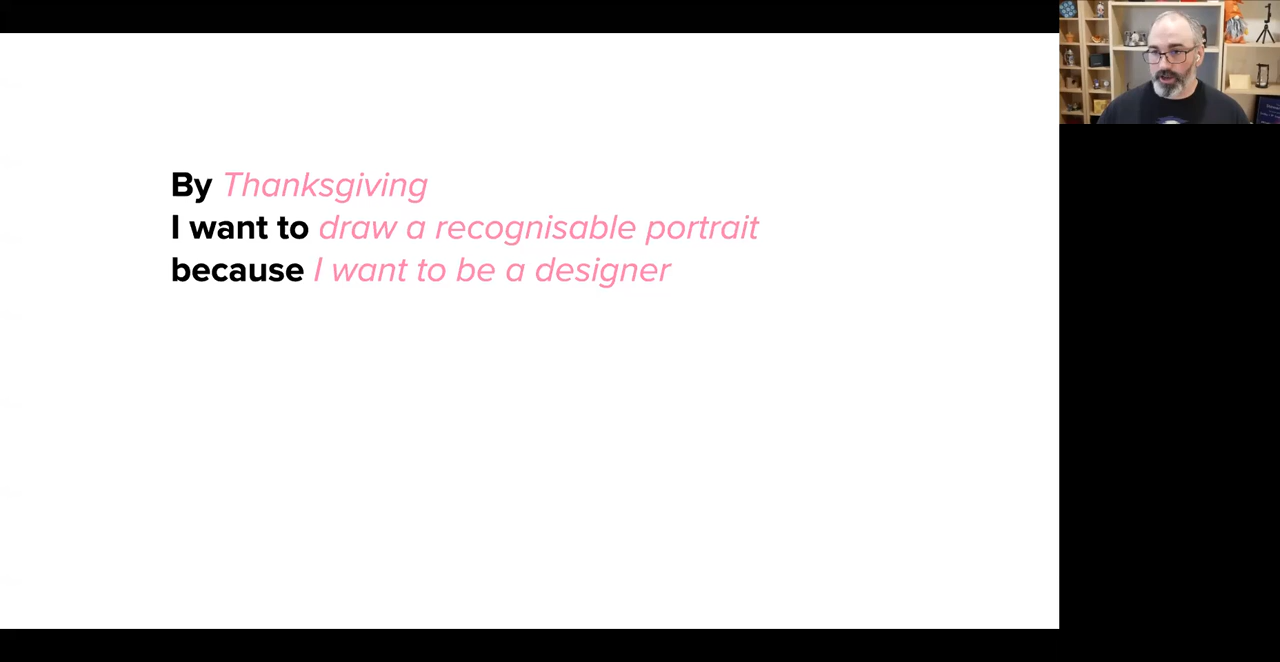 By Thanksgiving
I want to draw a recognisable portrait
because I want to be a designer